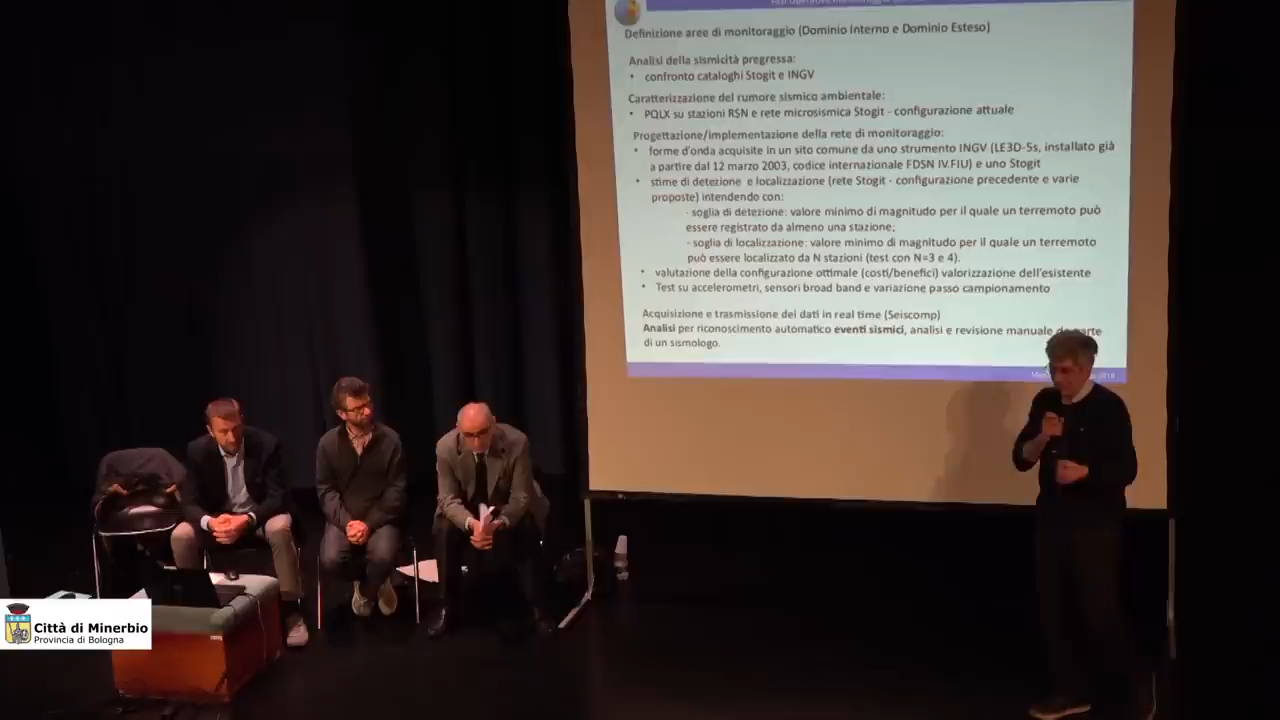 Definizione aree di monitoraggio (Dominio Interno e Dominio Esteso)
Analisi della sismicità pregressa:
• confronto cataloghi Stogit e INGV
Caratterizzazione del rumore sismico ambientale:
• PQLX su stazioni RSN e rete microsismica Stogit - configurazione attuale
Progettazione/implementazione della rete di monitoraggio:
• forme d'onda acquisite in un sito comune da uno strumento INGV (LE3D-5s, installato già
a partire dal 12 marzo 2003, codice internazionale FDSN IV.FIU) e uno Stogit
• stime di detezione e localizzazione (rete Stogit - configurazione precedente e varie
proposte) intendendo con:
- soglia di detezione: valore minimo di magnitudo per il quale un terremoto può
essere registrato da almeno una stazione;
- soglia di localizzazione: valore minimo di magnitudo per il quale un terremoto
può essere localizzato da N stazioni (test con N=3 e 4).
• valutazione della configurazione ottimale (costi/benefici) valorizzazione dell'esistente
• Test su accelerometri, sensori broad band e variazione passo campionamento
Acquisizione e trasmissione dei dati in real time (Seiscomp)
Analisi per riconoscimento automatico eventi sismici, analisi e revisione manuale
di un sismologo.
Città di Minerbio
Provincia di Bologna